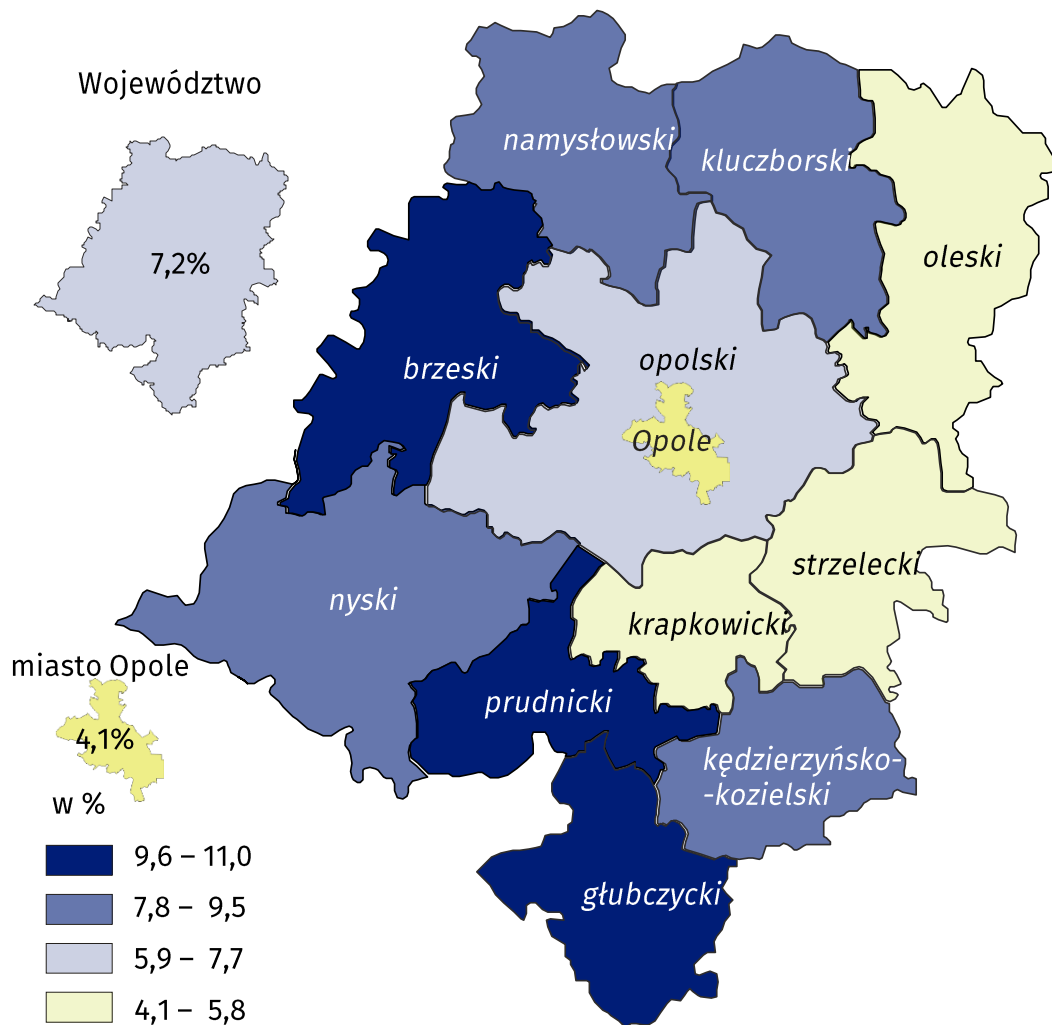 Województwo
7,2%
namysłowski
kluczborski
oleski
brzeski
opolski
Opole
strzelecki
nyski
krapkowicki
miasto Opole
4,1%
prudnicki
kędzierzyńsko-
-kozielski
głubczycki
w %
9,6 – 11,0
7,8 – 9,5
5,9 – 7,7
4,1 – 5,8